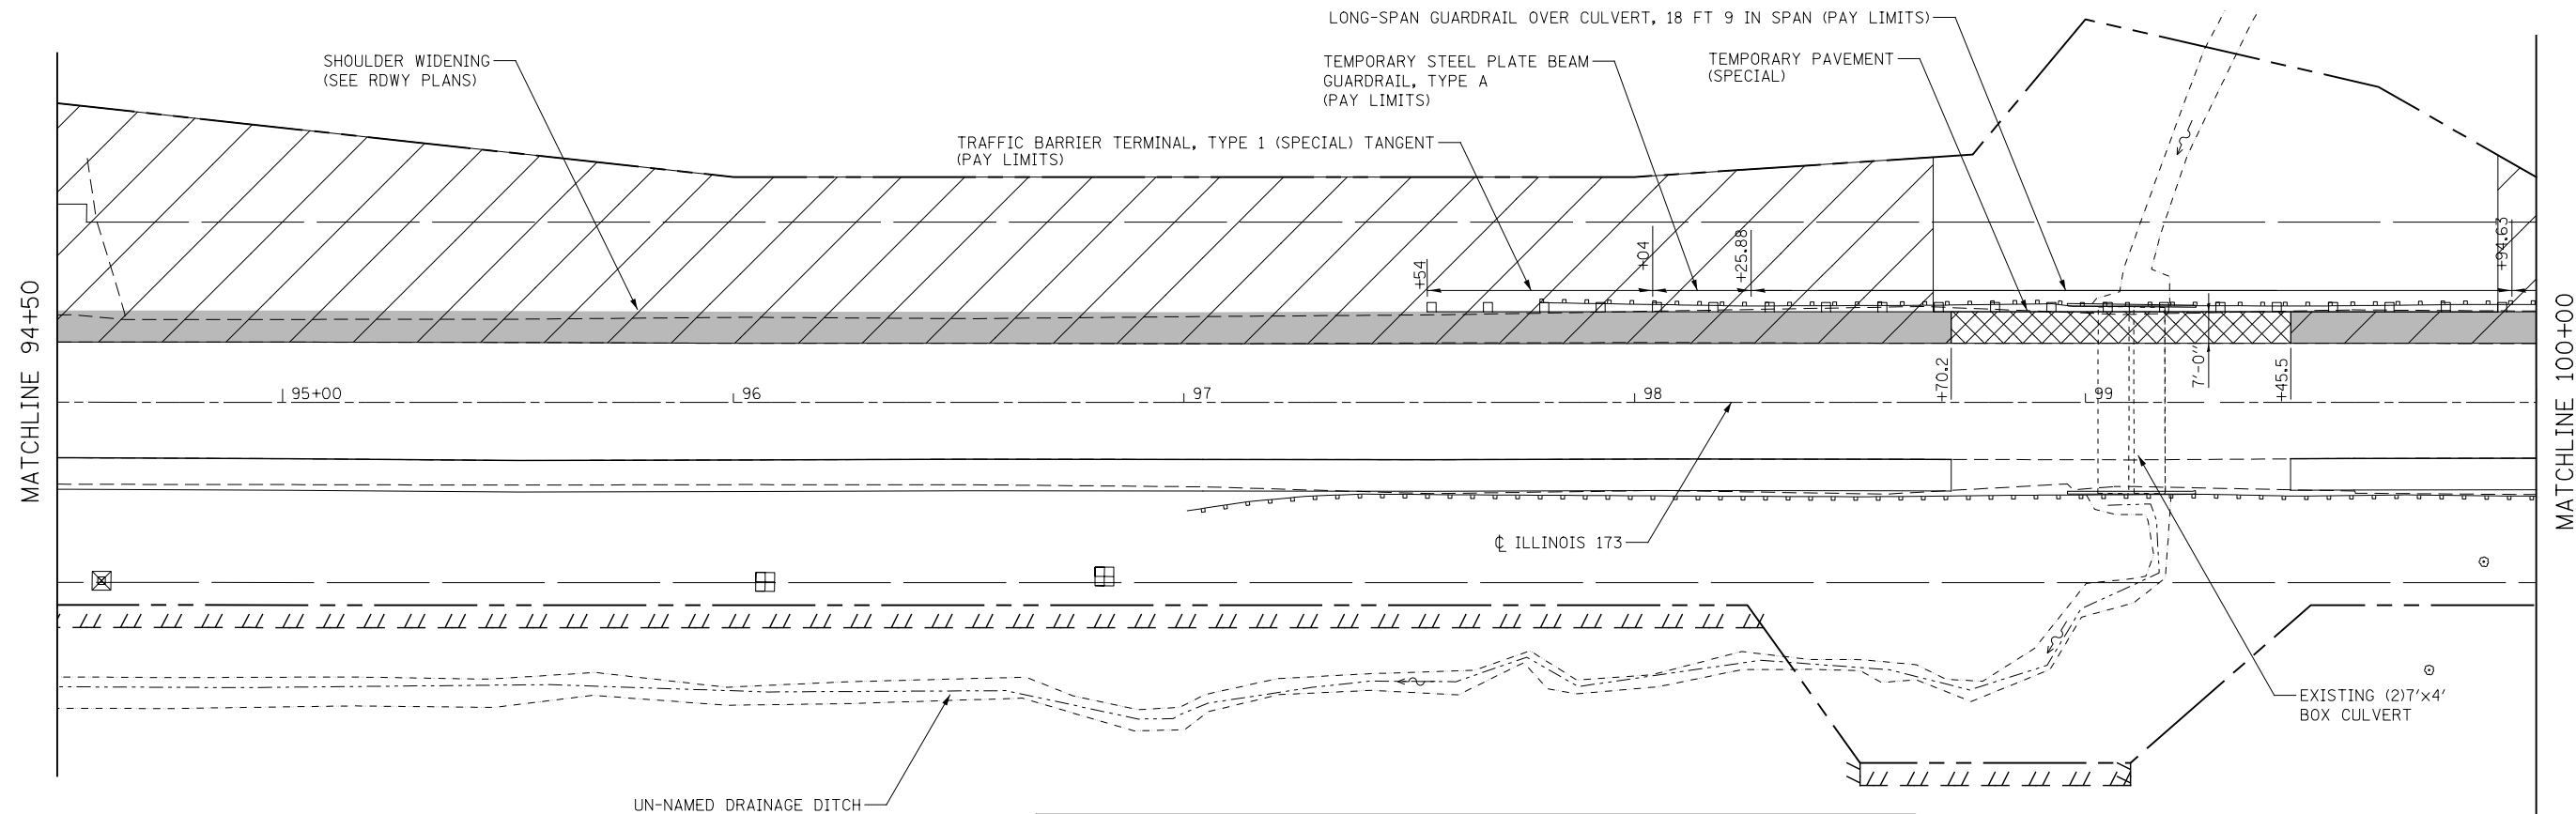 LONG-SPAN GUARDRAIL OVER CULVERT, 18 FT 9 IN SPAN (PAY LIMITS)
SHOULDER WIDENING
(SEE RDWY PLANS)
TEMPORARY STEEL PLATE BEAM
GUARDRAIL, TYPE A
(PAY LIMITS)
TEMPORARY PAVEMENT
(SPECIAL)
TRAFFIC BARRIER TERMINAL, TYPE 1 (SPECIAL) TANGENT
(PAY LIMITS)
+54
+04
+25.88
+94.63
MATCHLINE 94+50
MATCHLINE 100+00
+70.2
7'-0"
+45.5
95+00
96
97
98
99
℄ ILLINOIS 173
EXISTING (2)7'x4'
BOX CULVERT
UN-NAMED DRAINAGE DITCH